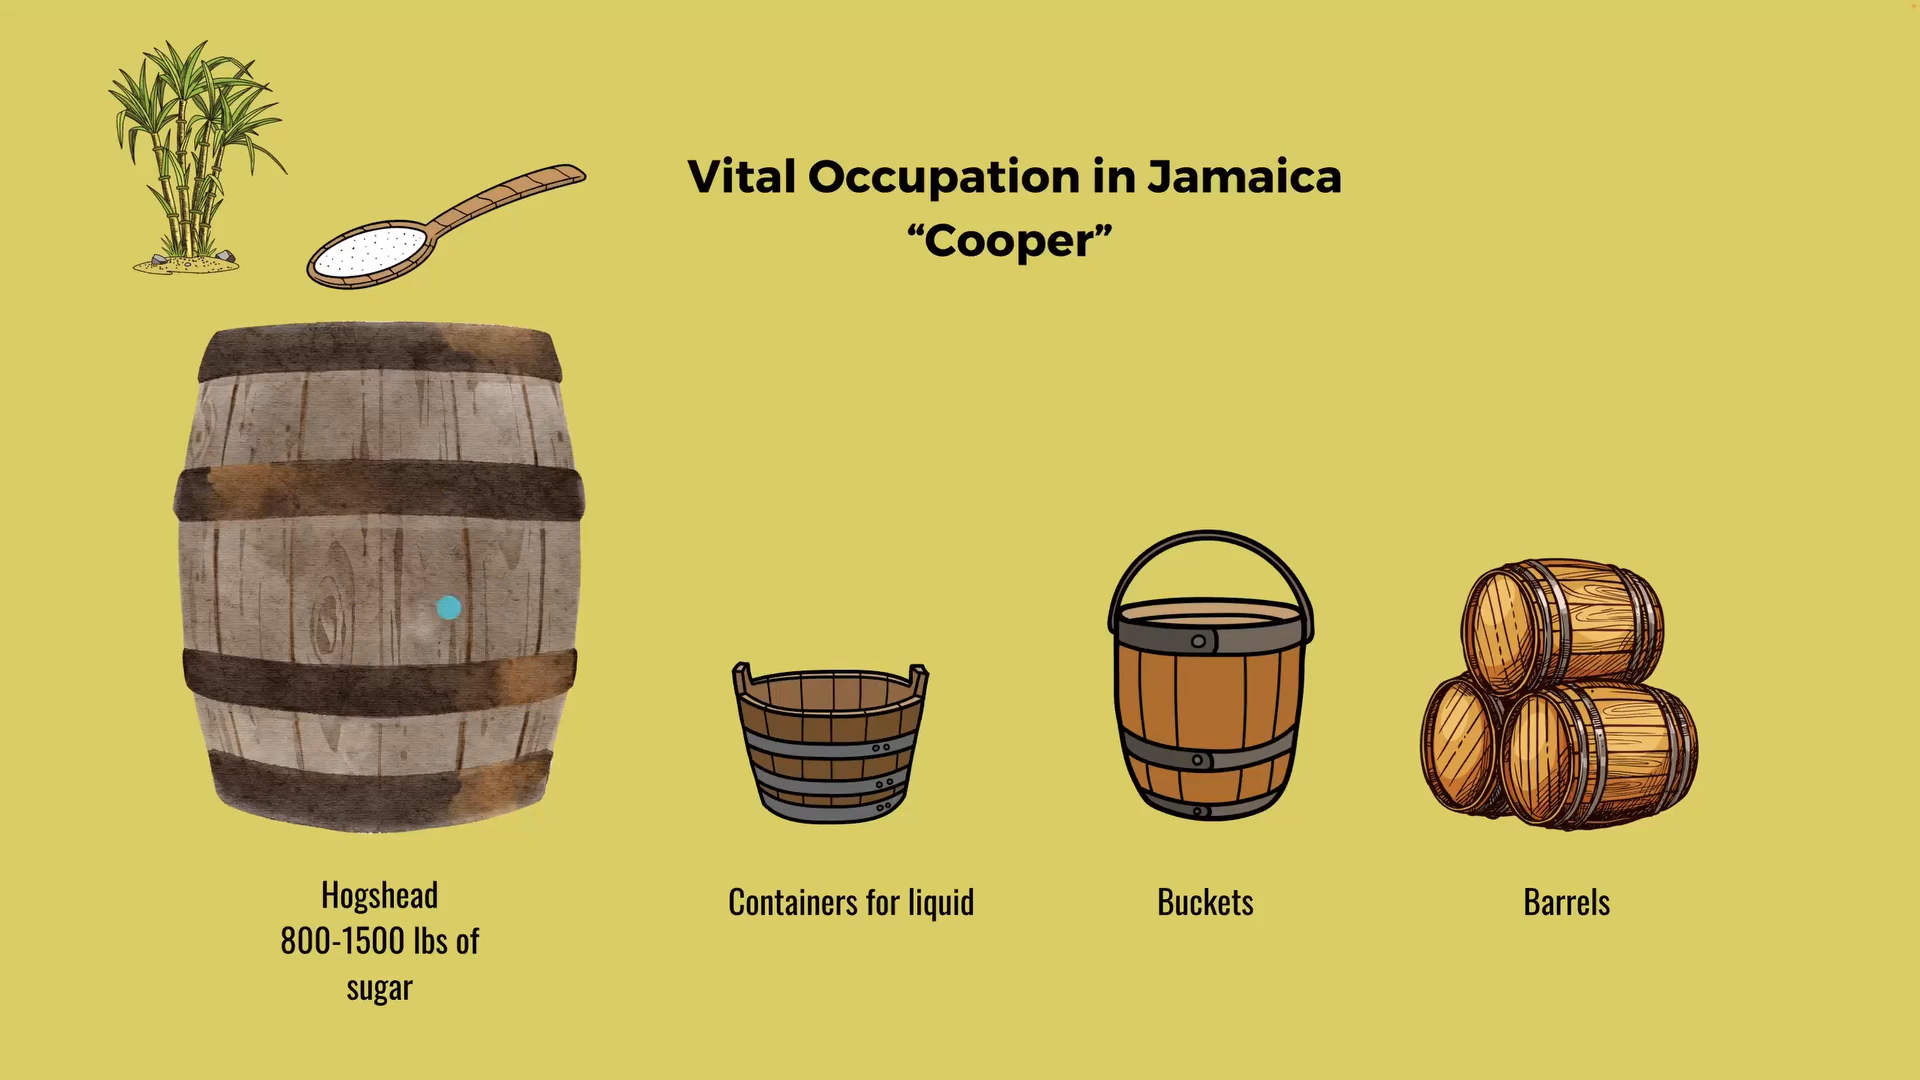 Vital Occupation in Jamaica
“Cooper”
Hogshead
800-1500 lbs of
sugar
Containers for liquid
Buckets
Barrels